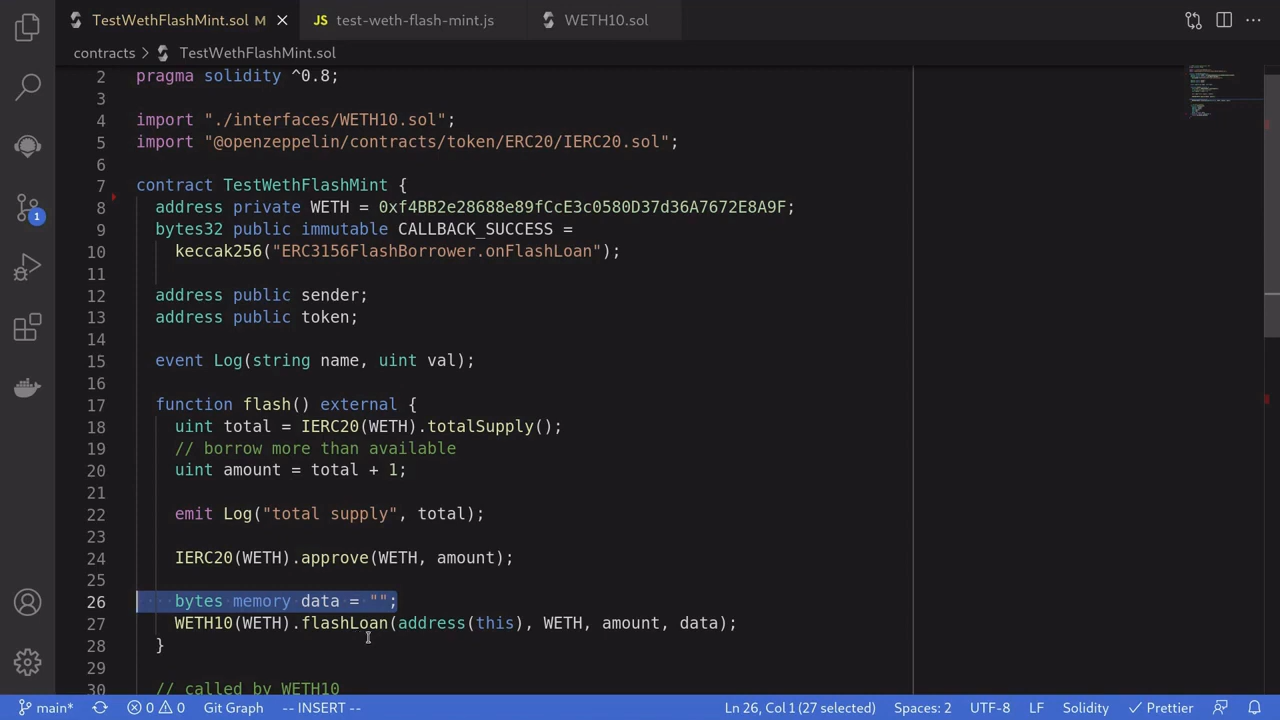 TestWethFlashMint.sol M
JS test-weth-flash-mint.js
WETH10.sol
contracts > TestWethFlashMint.sol
2 pragma solidity ^0.8;
3
4 import "./interfaces/WETH10.sol";
5 import "@openzeppelin/contracts/token/ERC20/IERC20.sol";
6
7 contract TestWethFlashMint {
8 address private WETH = 0xf4BB2e28688e89fCcE3c0580D37d36A7672E8A9F;
9 bytes32 public immutable CALLBACK_SUCCESS =
10 keccak256("ERC3156FlashBorrower.onFlashLoan");
11
12 address public sender;
13 address public token;
14
15 event Log(string name, uint val);
16
17 function flash() external {
18 uint total = IERC20(WETH).totalSupply();
19 // borrow more than available
20 uint amount = total + 1;
21
22 emit Log("total supply", total);
23
24 IERC20(WETH).approve(WETH, amount);
25
26 bytes memory data = "";
27 WETH10(WETH).flashLoan(address(this), WETH, amount, data);
28 }
29
30 // called by WETH10
1
main* 0 0 Git Graph -- INSERT -- Ln 26, Col 1 (27 selected) Spaces: 2 UTF-8 LF Solidity Prettier